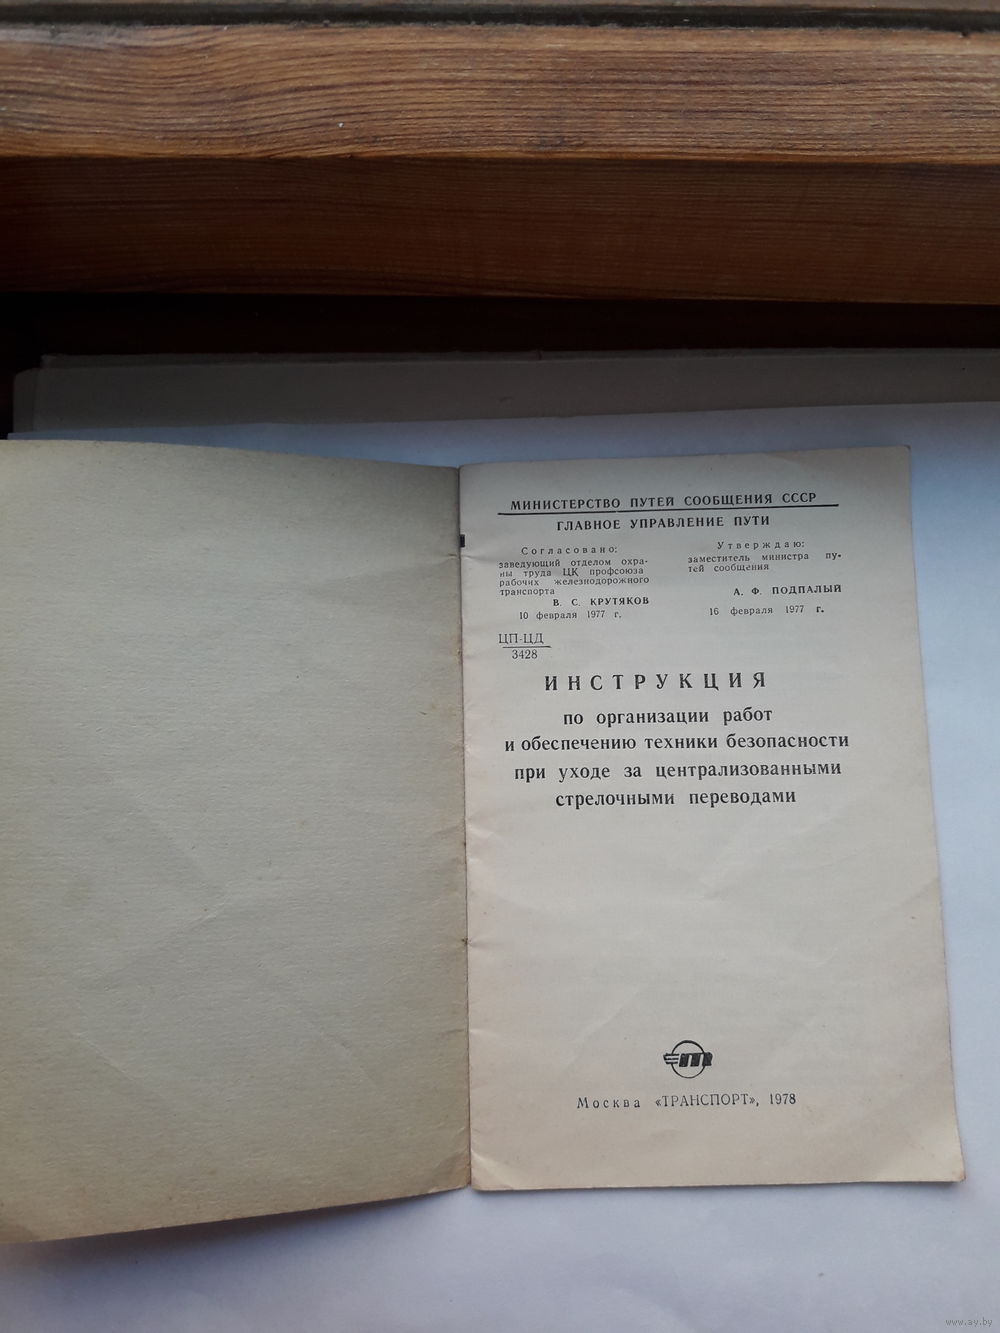 МИНИСТЕРСТВО ПУТЕЙ СООБЩЕНИЯ СССР
ГЛАВНОЕ УПРАВЛЕНИЕ ПУТИ
Согласовано:
заведующий отделом охра-
ны труда ЦК профсоюза
рабочих железнодорожного
транспорта
В. С. КРУТЯКОВ
10 февраля 1977 г.
Утверждаю:
заместитель министра пу-
тей сообщения
А. Ф. ПОДПАЛЫЙ
16 февраля 1977 г.
ЦП-ЦД
3428
ИНСТРУКЦИЯ
по организации работ
и обеспечению техники безопасности
при уходе за централизованными
стрелочными переводами
т
Москва «ТРАНСПОРТ», 1978
www.ay.by